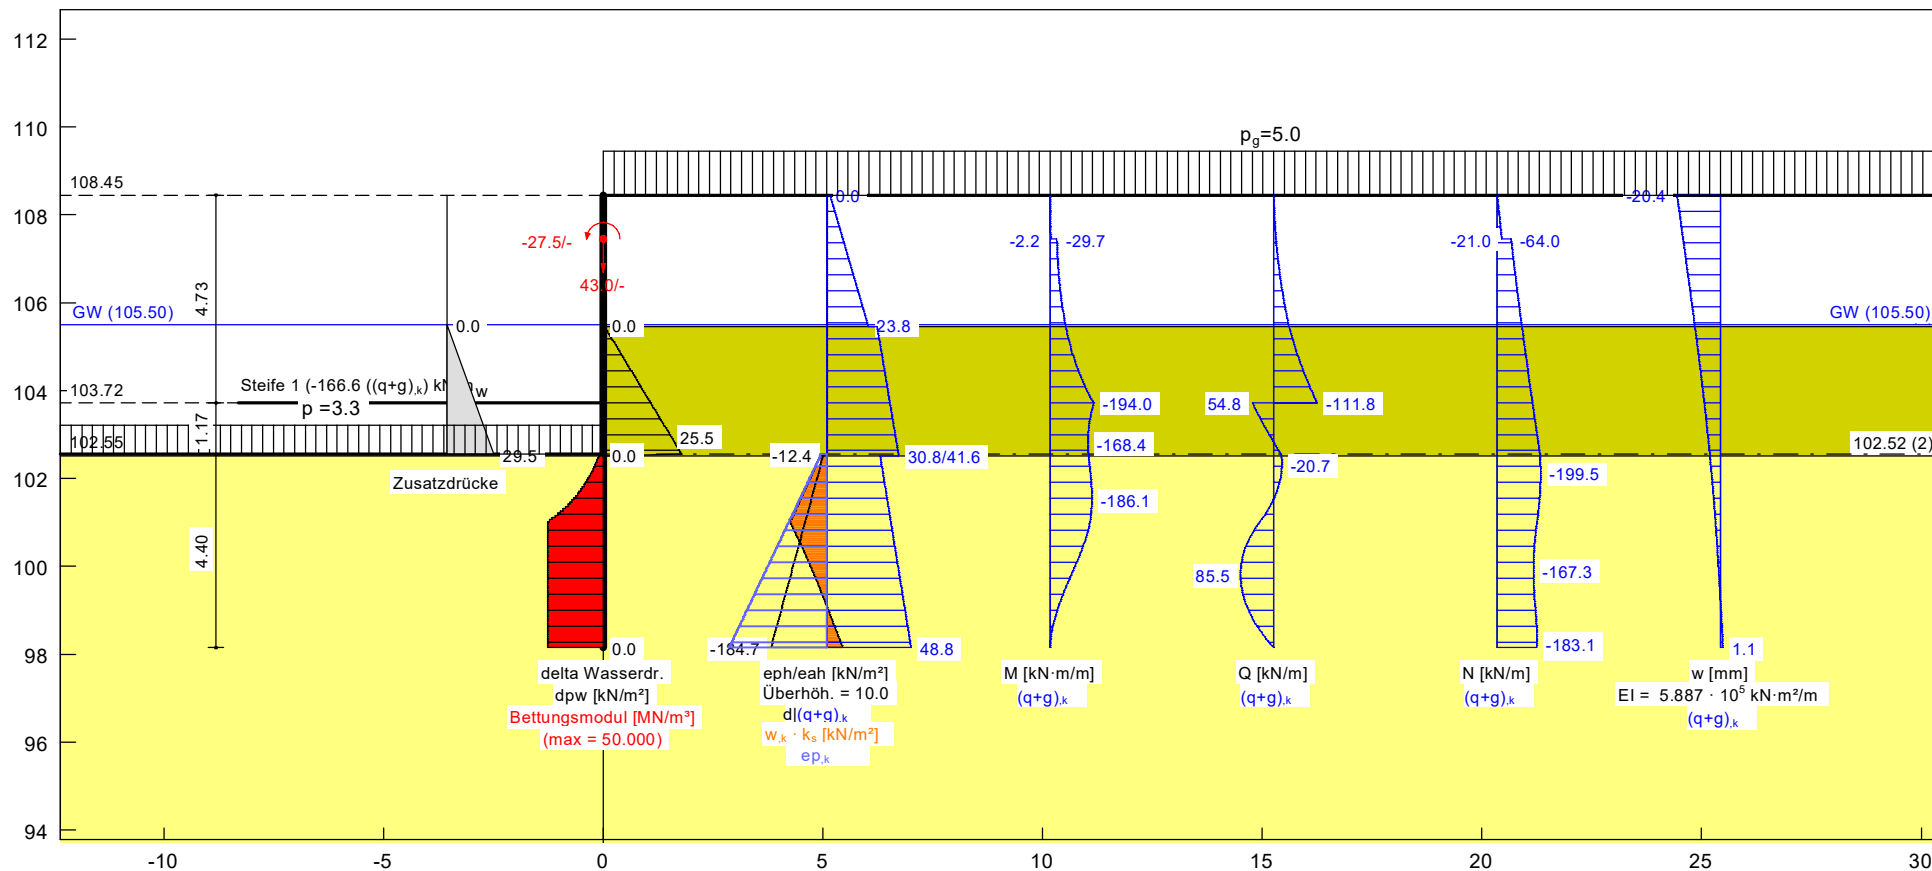 112
110
108
106
104
102
100
98
96
94
-10
-5
0
5
10
15
20
25
30
p_g=5.0
108.45
4.73
GW (105.50)
GW (105.50)
103.72
1.17
102.55
4.40
Steife 1 (-166.6 ((q+g),k) k
w
p =3.3
0.0
29.5
Zusatzdrücke
-27.5/-
43.0/-
0.0
25.5
0.0
0.0
0.0
23.8
-12.4
30.8/41.6
-184.7
48.8
-2.2
-29.7
-194.0
-168.4
-186.1
54.8
-111.8
-20.7
85.5
-21.0
-64.0
-199.5
-167.3
-183.1
-20.4
1.1
102.52 (2)
delta Wasserdr.
dpw [kN/m²]
Bettungsmodul [MN/m³]
(max = 50.000)
eph/eah [kN/m²]
Überhöh. = 10.0
d|(q+g),k
w,k · ks [kN/m²]
ep,k
M [kN·m/m]
(q+g),k
Q [kN/m]
(q+g),k
N [kN/m]
(q+g),k
w [mm]
EI = 5.887 · 10⁵ kN·m²/m
(q+g),k